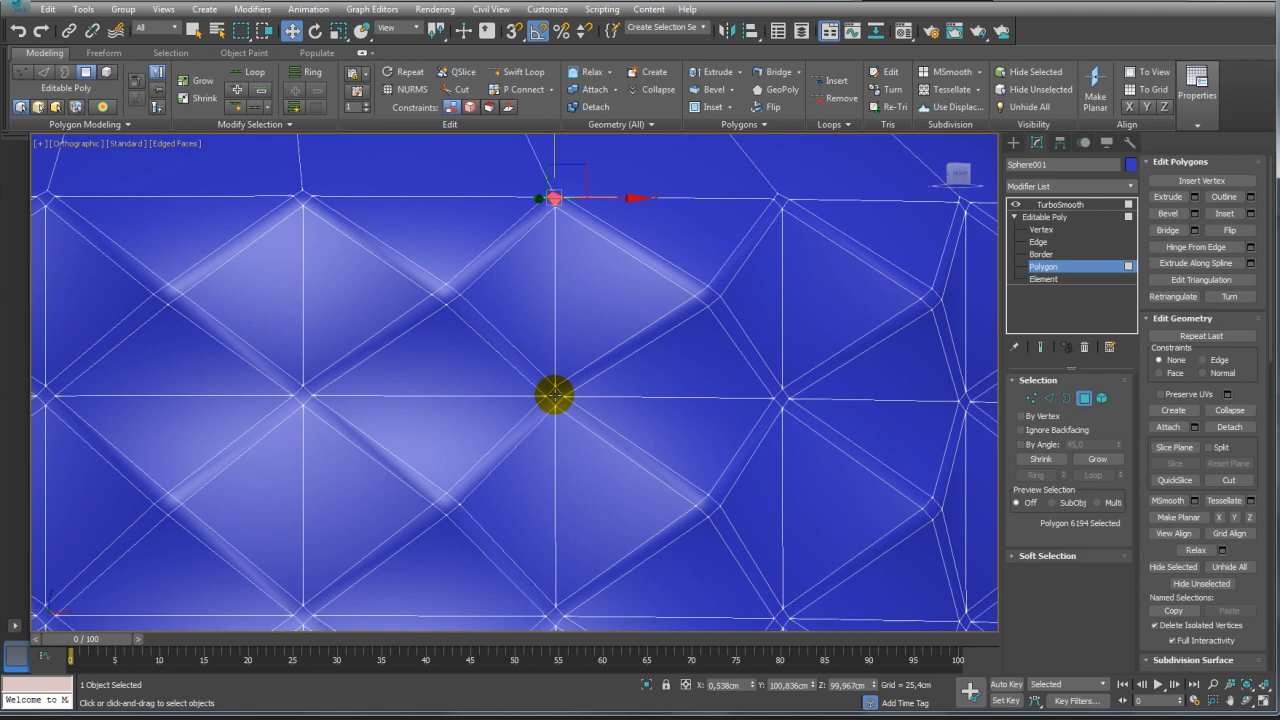 Edit Tools Group Views Create Modifiers Animation Graph Editors Rendering Civil View Customize Scripting Content Help
All View Create Selection Se
Modeling Freeform Selection Object Paint Populate
Grow Loop Ring Repeat QSlice Swift Loop Relax Create Extrude Bridge Insert Edit MSmooth Hide Selected To View
Editable Poly Shrink NURMS Cut P Connect Attach Collapse Bevel GeoPoly Remove Turn Tessellate Hide Unselected Make Planar To Grid Properties
1 Constraints: Detach Inset Flip Re-Tri Use Displac... Unhide All X Y Z
Polygon Modeling Modify Selection Edit Geometry (All) Polygons Loops Tris Subdivision Visibility Align
[+] [Orthographic] [Standard] [Edged Faces]
RIGHT
Sphere001
Modifier List
TurboSmooth
Editable Poly
Vertex
Edge
Border
Polygon
Element
Selection
By Vertex
Ignore Backfacing
By Angle: 45,0
Shrink Grow
Ring Loop
Preview Selection
Off SubObj Multi
Polygon 6194 Selected
Soft Selection
Edit Polygons
Insert Vertex
Extrude Outline
Bevel Inset
Bridge Flip
Hinge From Edge
Extrude Along Spline
Edit Triangulation
Retriangulate Turn
Edit Geometry
Repeat Last
Constraints
None Edge
Face Normal
Preserve UVs
Create Collapse
Attach Detach
Slice Plane Split
Slice Reset Plane
QuickSlice Cut
MSmooth Tessellate
Make Planar X Y Z
View Align Grid Align
Relax
Hide Selected Unhide All
Hide Unselected
Named Selections:
Copy Paste
Delete Isolated Vertices
Full Interactivity
Subdivision Surface
0 / 100
0 5 10 15 20 25 30 35 40 45 50 55 60 65 70 75 80 85 90 95 100
1 Object Selected X: 0,538cm Y: 100,836cm Z: 99,967cm Grid = 25,4cm Auto Key Selected
Welcome to M Click or click-and-drag to select objects Add Time Tag Set Key Key Filters... 0